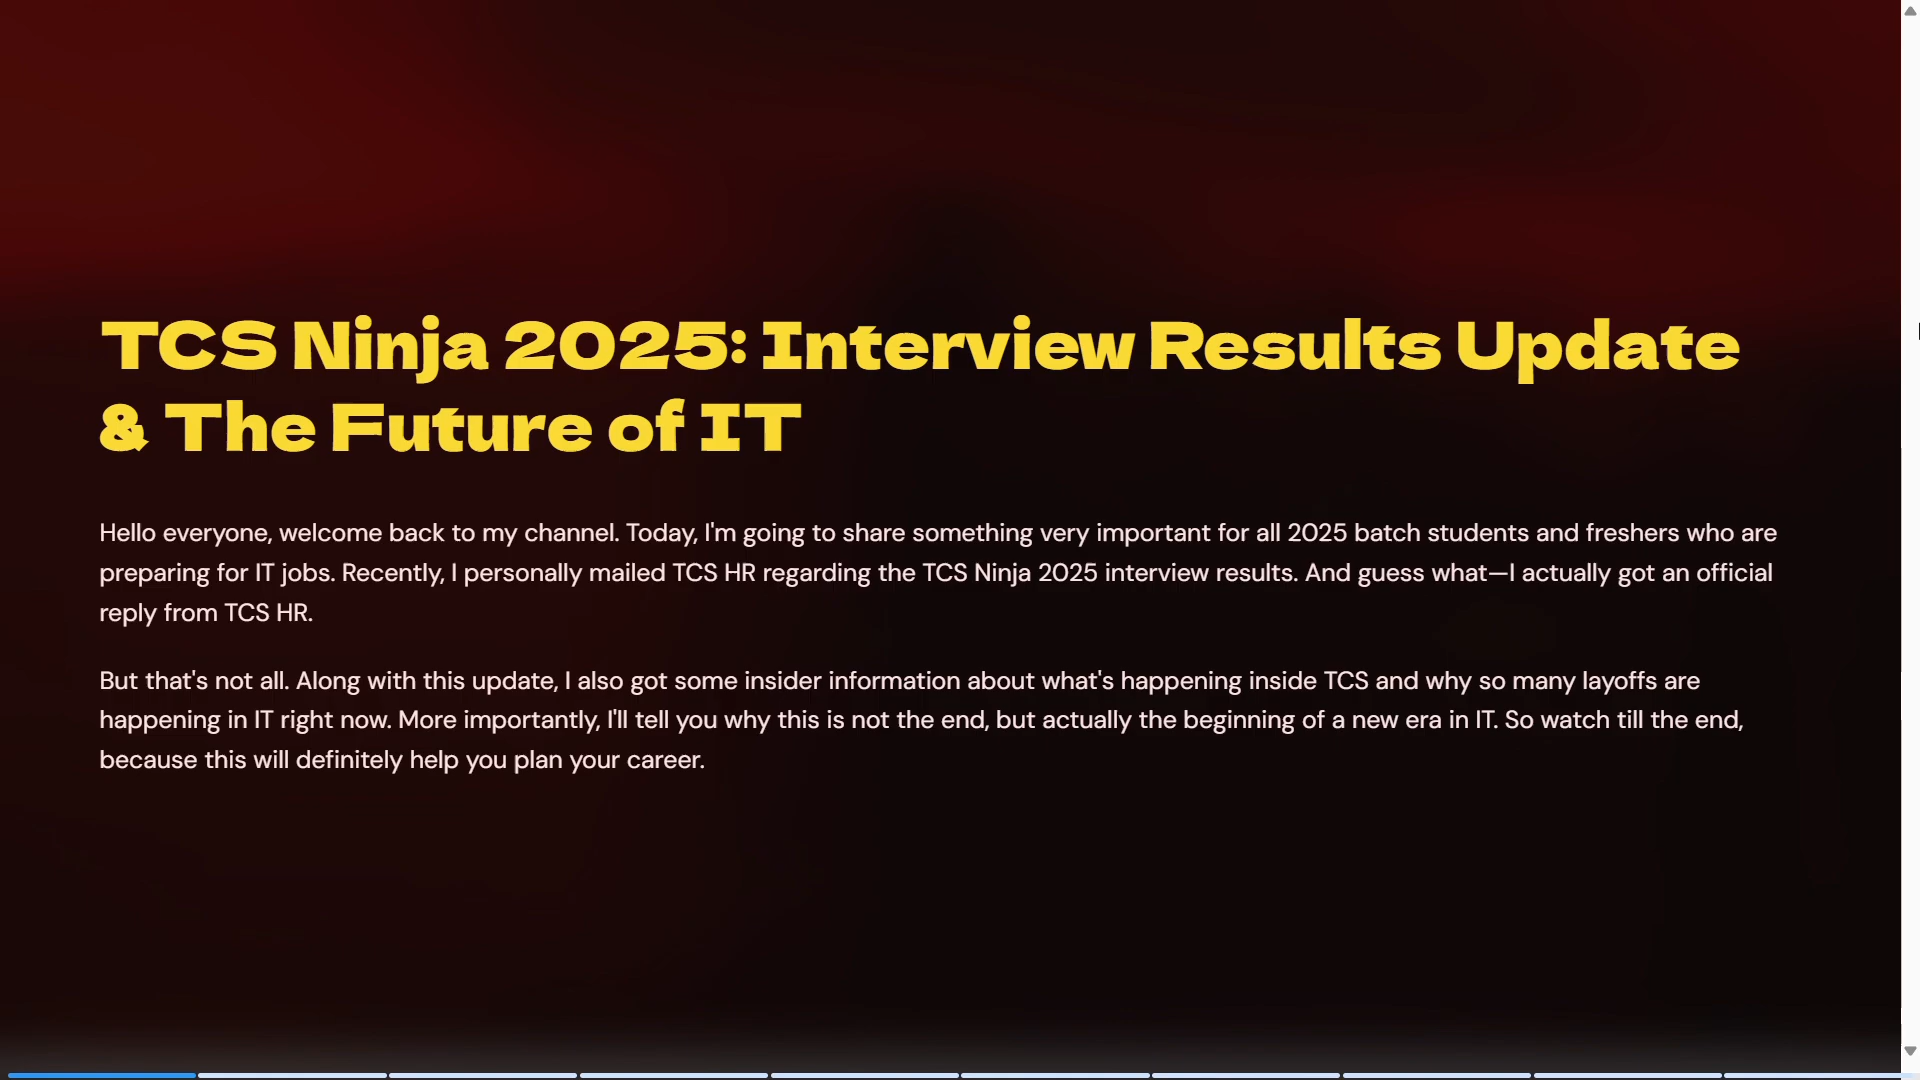 TCS Ninja 2025: Interview Results Update
& The Future of IT
Hello everyone, welcome back to my channel. Today, I'm going to share something very important for all 2025 batch students and freshers who are
preparing for IT jobs. Recently, I personally mailed TCS HR regarding the TCS Ninja 2025 interview results. And guess what—I actually got an official
reply from TCS HR.
But that's not all. Along with this update, I also got some insider information about what's happening inside TCS and why so many layoffs are
happening in IT right now. More importantly, I'll tell you why this is not the end, but actually the beginning of a new era in IT. So watch till the end,
because this will definitely help you plan your career.